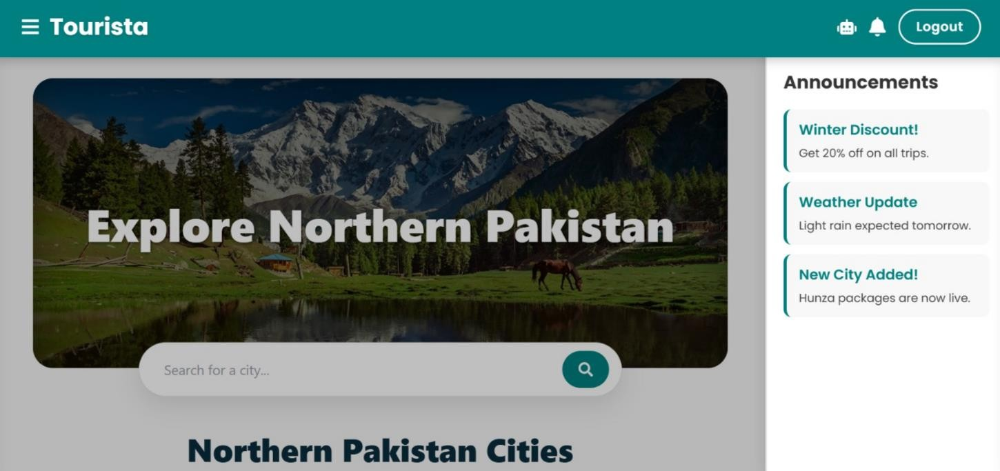 Tourista
Logout
Explore Northern Pakistan
Search for a city...
Northern Pakistan Cities
Announcements
Winter Discount!
Get 20% off on all trips.
Weather Update
Light rain expected tomorrow.
New City Added!
Hunza packages are now live.